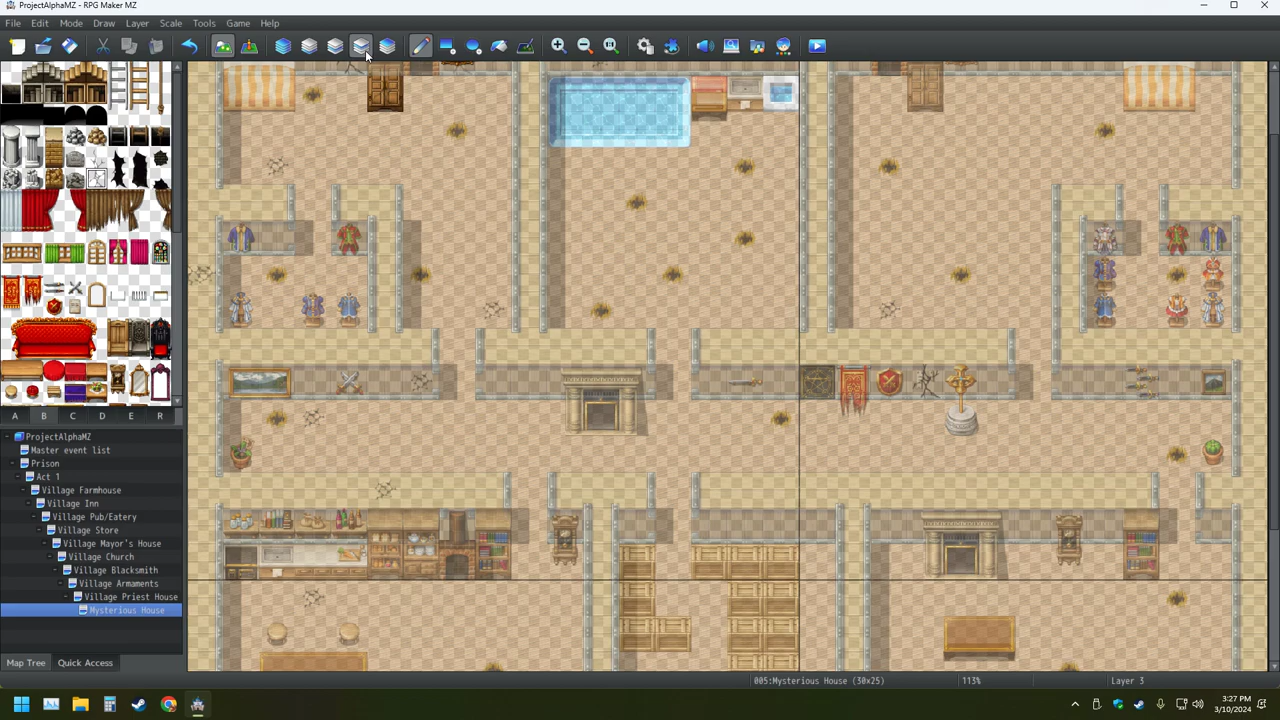 ProjectAlphaMZ - RPG Maker MZ
File Edit Mode Draw Layer Scale Tools Game Help
A B C D E R
ProjectAlphaMZ
Master event list
Prison
Act 1
Village Farmhouse
Village Inn
Village Pub/Eatery
Village Store
Village Mayor's House
Village Church
Village Blacksmith
Village Armaments
Village Priest House
Mysterious House
Map Tree Quick Access
005:Mysterious House (30x25) 113% Layer 3
3:27 PM
3/10/2024